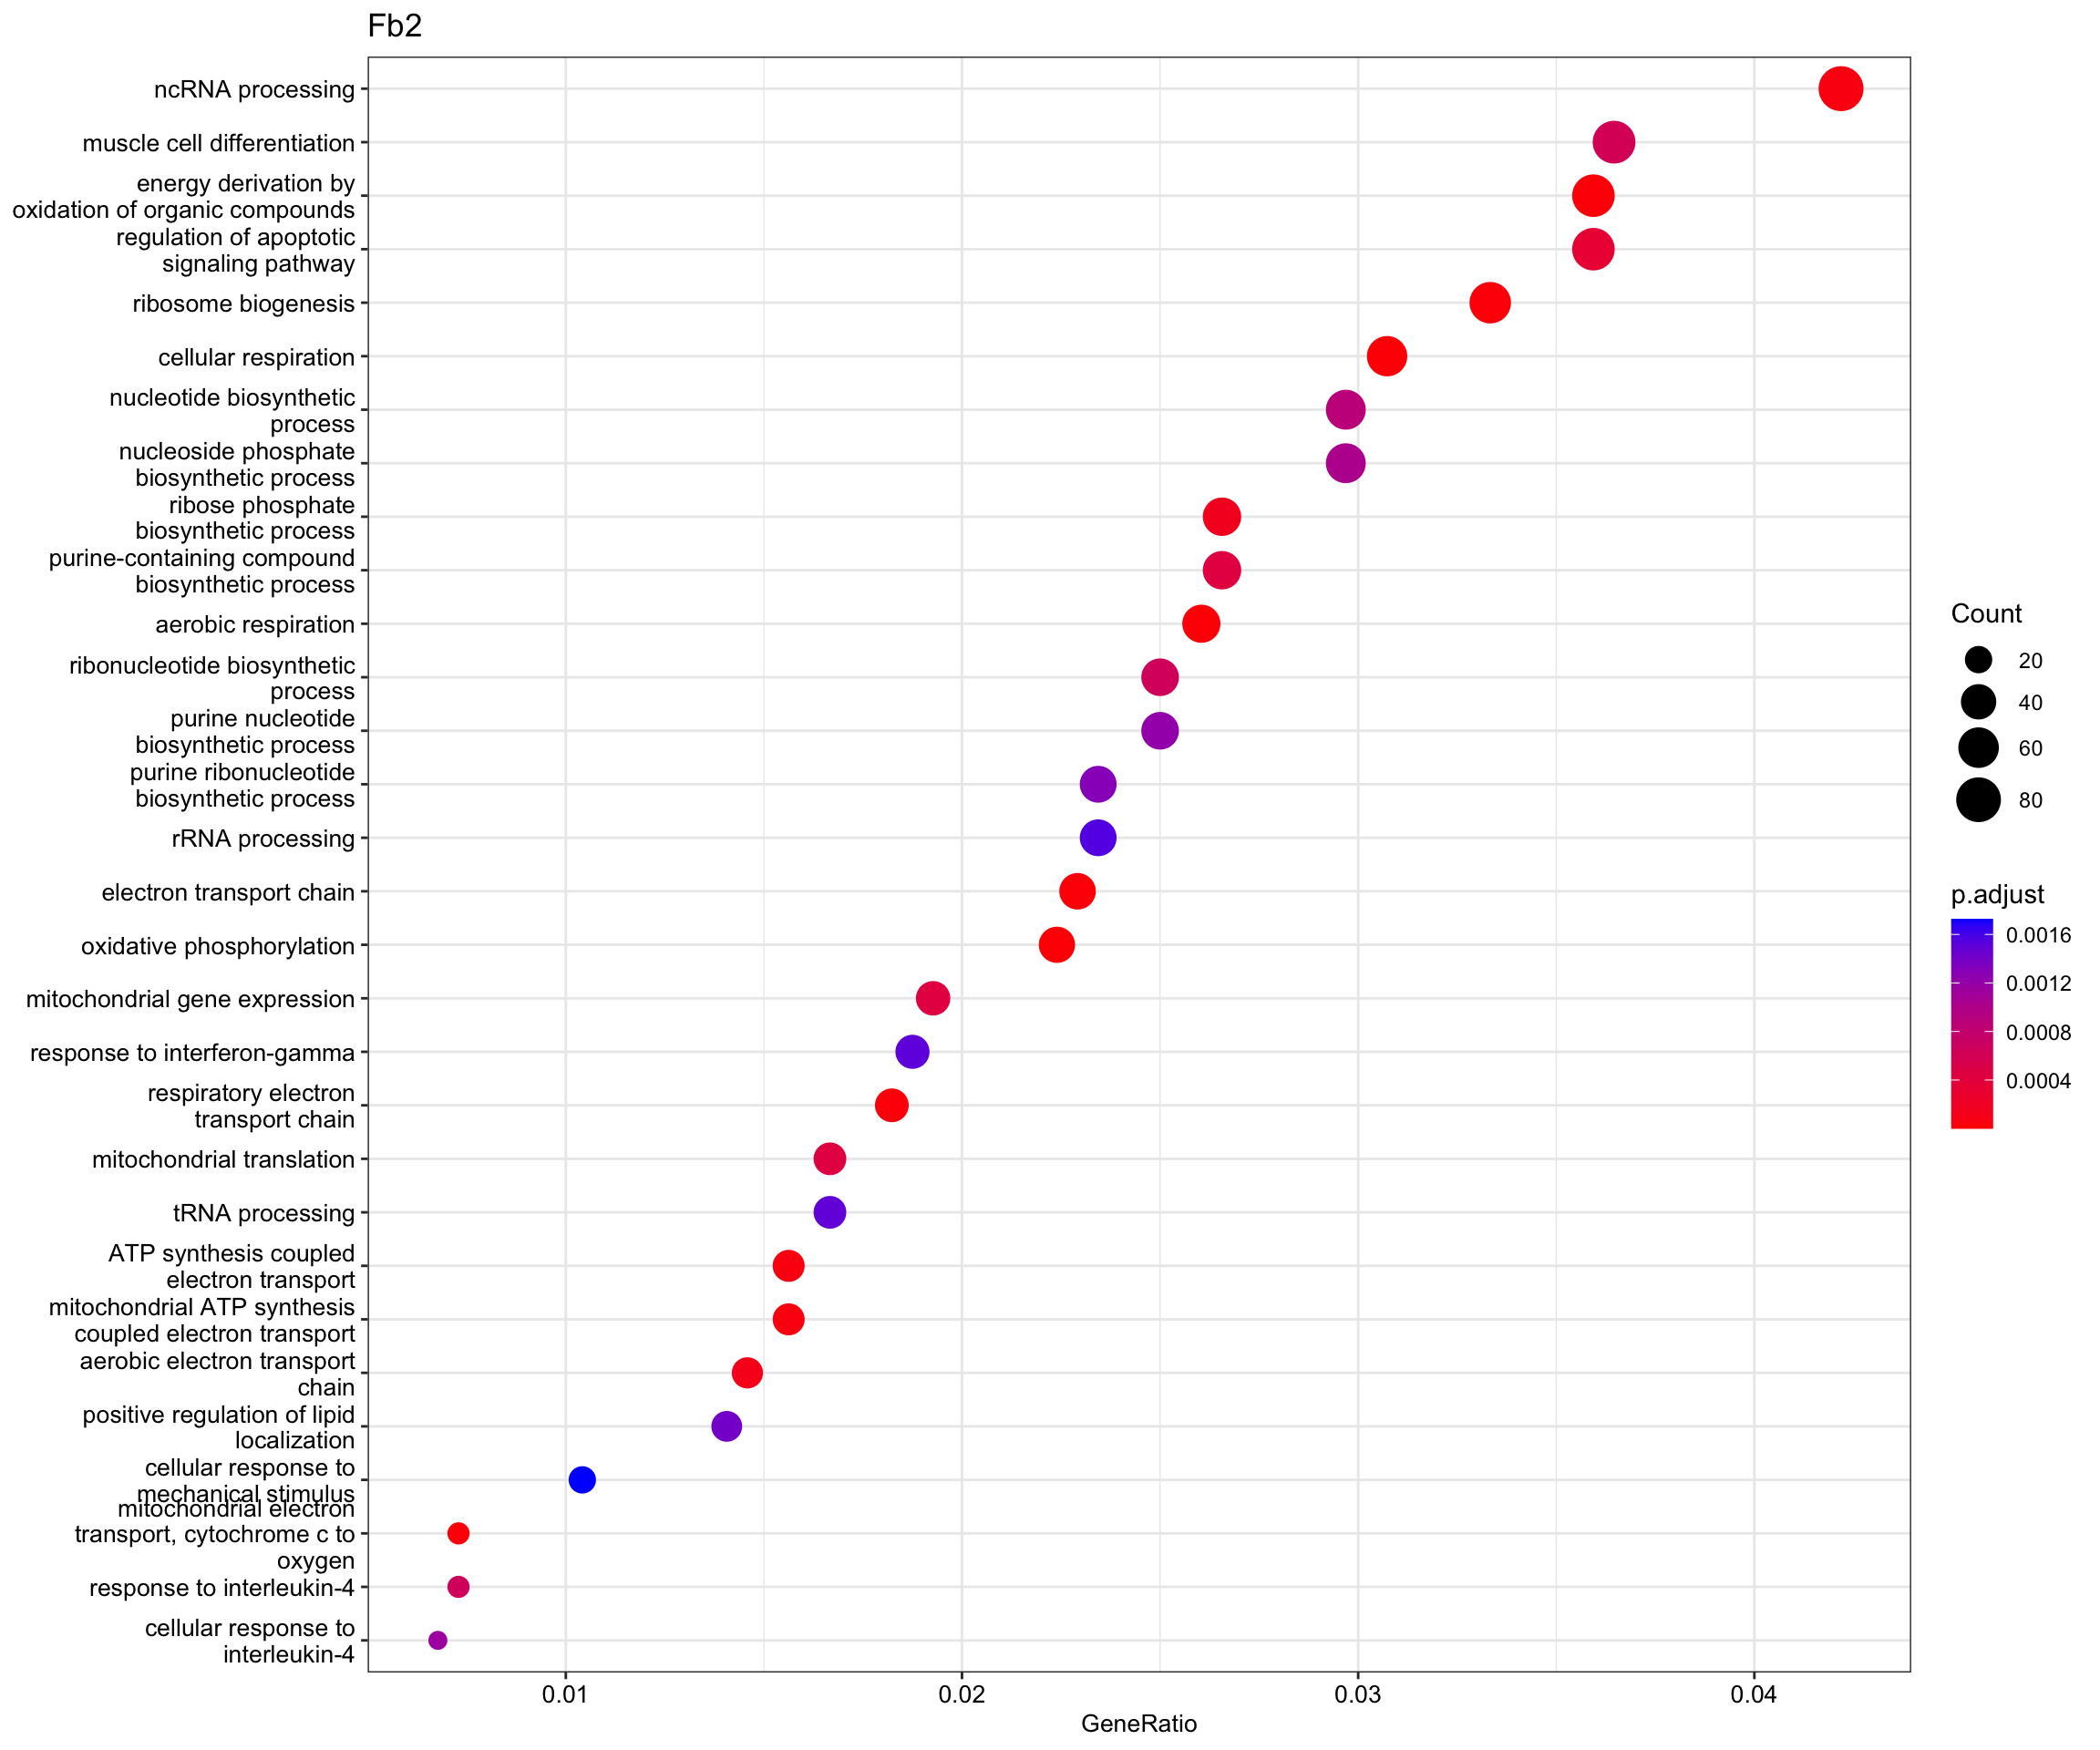 Fb2
ncRNA processing
muscle cell differentiation
energy derivation by
oxidation of organic compounds
regulation of apoptotic
signaling pathway
ribosome biogenesis
cellular respiration
nucleotide biosynthetic
process
nucleoside phosphate
biosynthetic process
ribose phosphate
biosynthetic process
purine-containing compound
biosynthetic process
aerobic respiration
ribonucleotide biosynthetic
process
purine nucleotide
biosynthetic process
purine ribonucleotide
biosynthetic process
rRNA processing
electron transport chain
oxidative phosphorylation
mitochondrial gene expression
response to interferon-gamma
respiratory electron
transport chain
mitochondrial translation
tRNA processing
ATP synthesis coupled
electron transport
mitochondrial ATP synthesis
coupled electron transport
aerobic electron transport
chain
positive regulation of lipid
localization
cellular response to
mechanical stimulus
mitochondrial electron
transport, cytochrome c to
oxygen
response to interleukin-4
cellular response to
interleukin-4
0.01
0.02
0.03
0.04
GeneRatio
Count
20
40
60
80
p.adjust
0.0016
0.0012
0.0008
0.0004